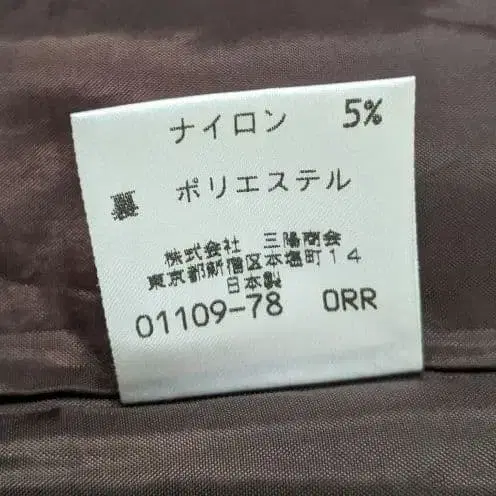 ナイロン 5%
裏 ポリエステル
株式会社 三陽商会
東京都新宿区本塩町14
日本製
01109-78 ORR